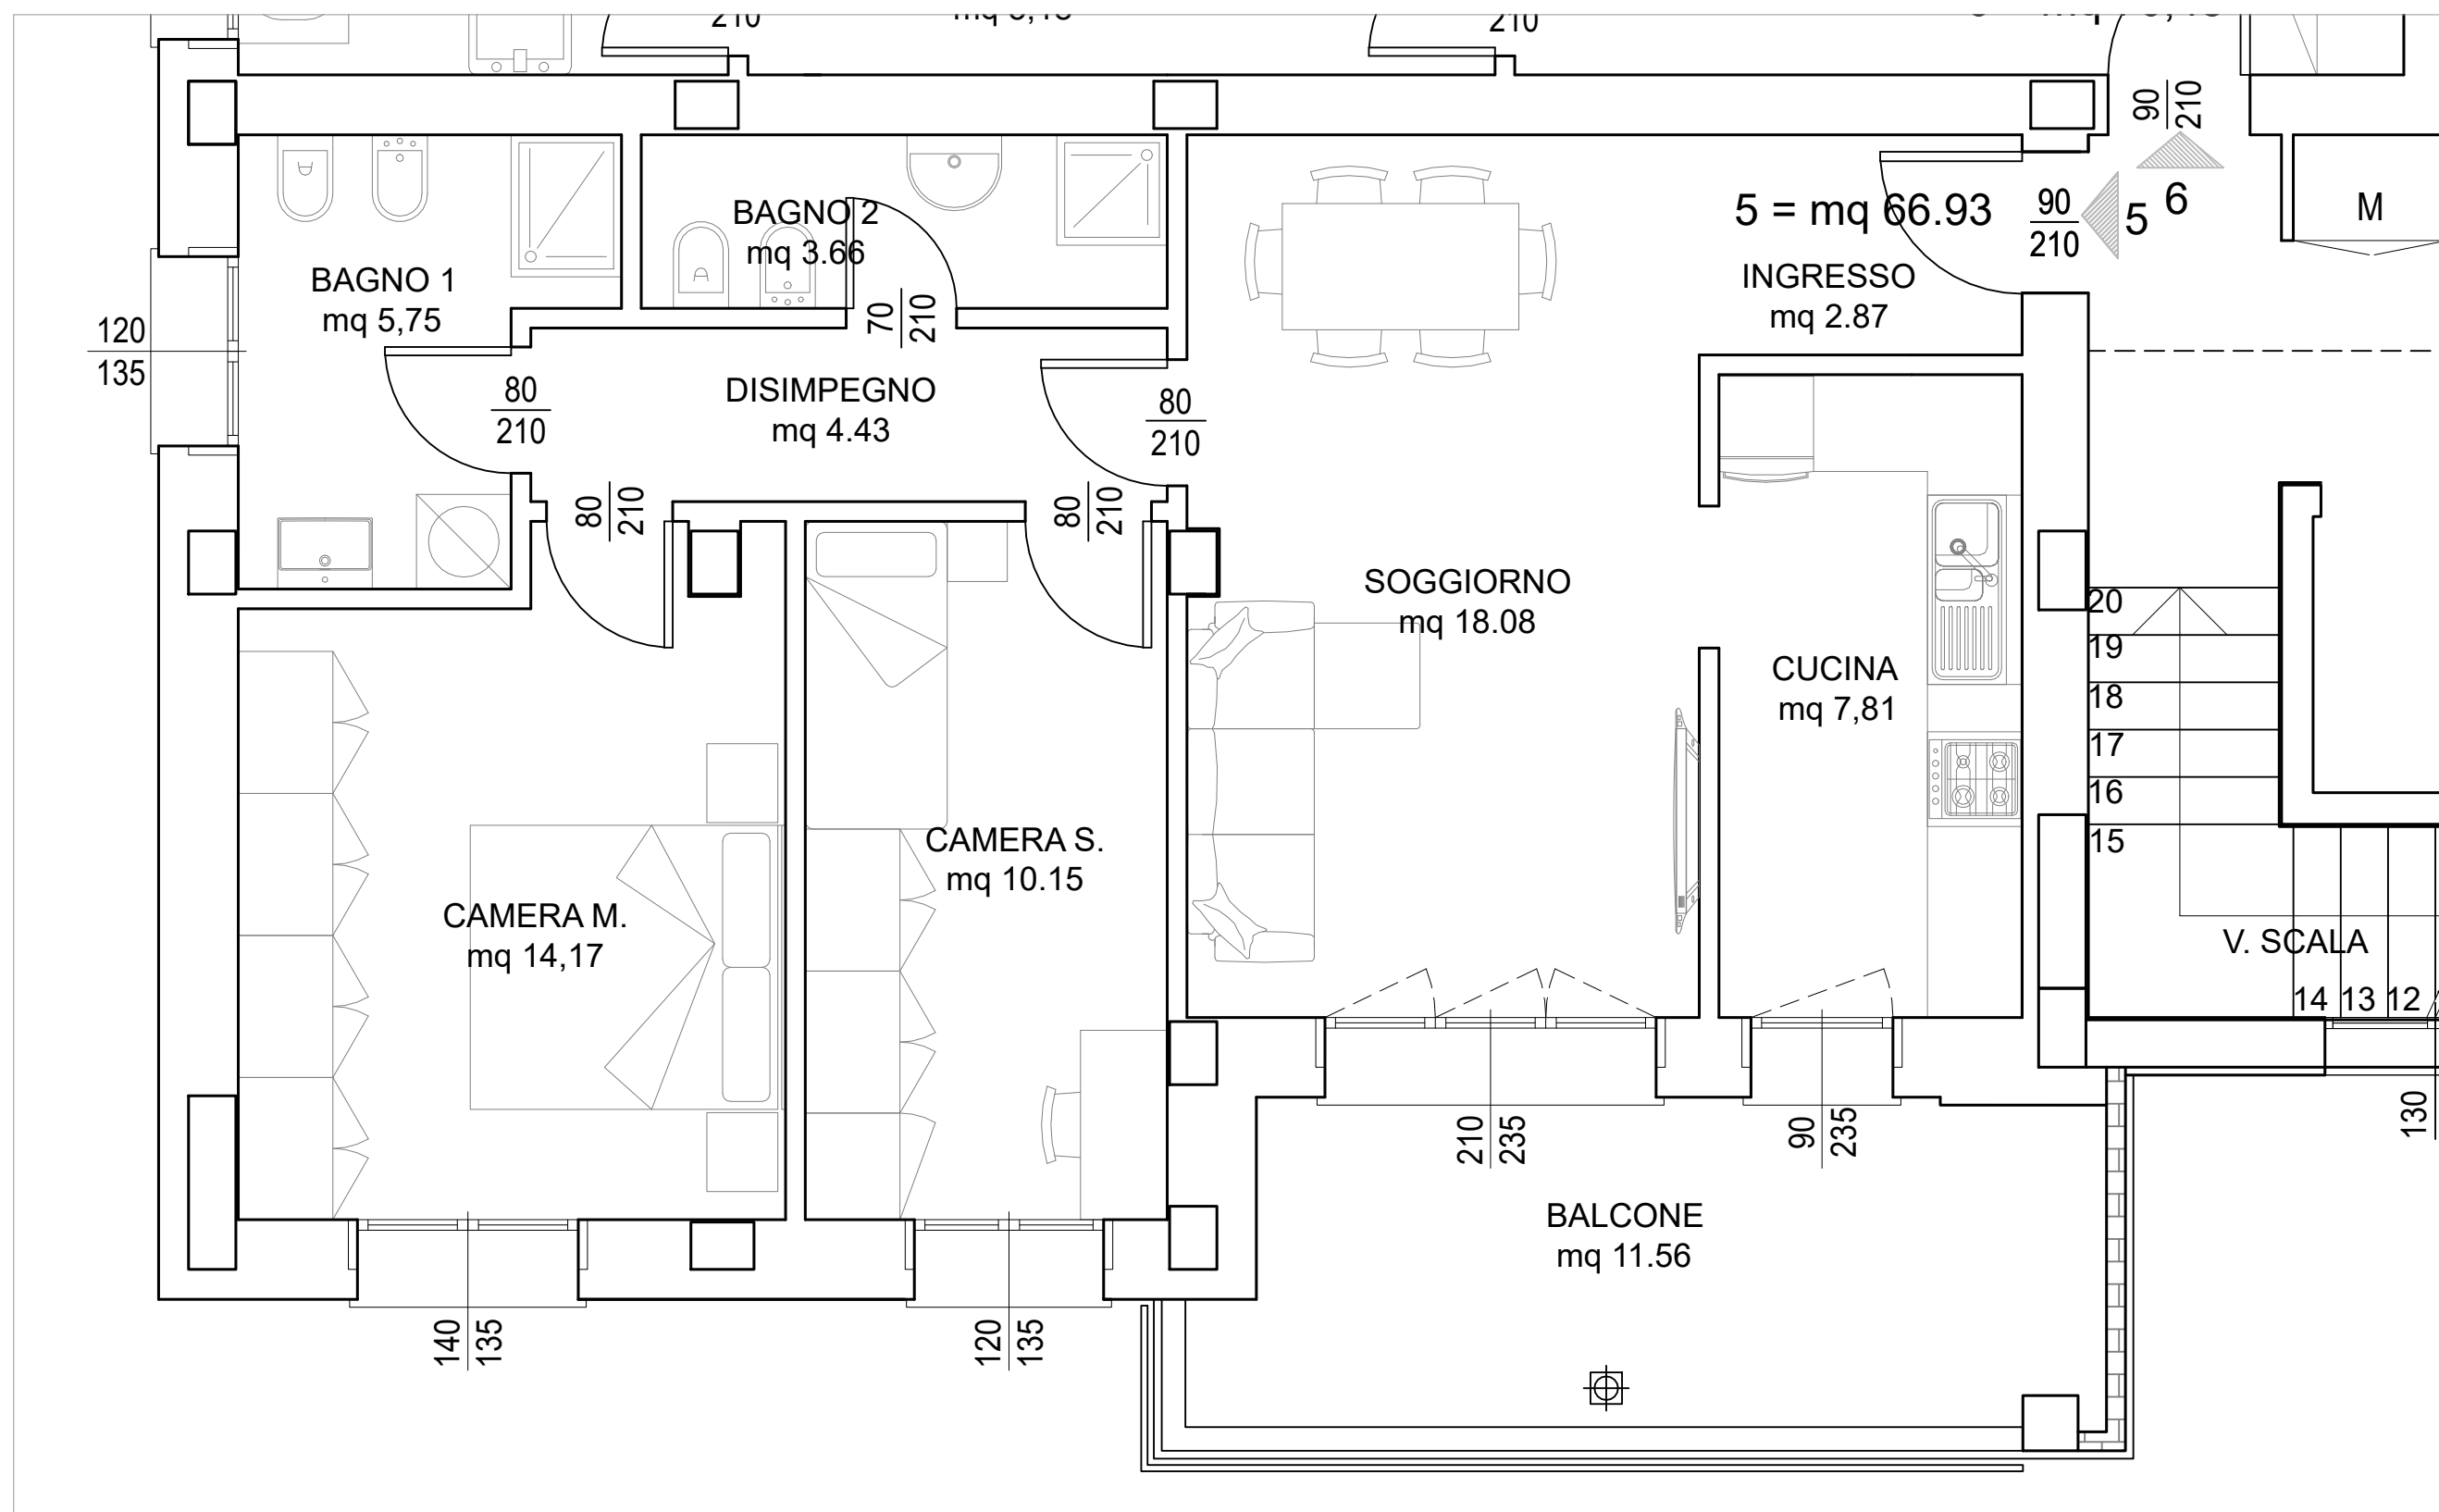 210
210
90
210
BAGNO 2
mq 3.66
5 = mq 66.93
90
210
5
6
M
BAGNO 1
mq 5,75
INGRESSO
mq 2.87
70
210
120
135
80
210
DISIMPEGNO
mq 4.43
80
210
80
210
80
210
SOGGIORNO
mq 18.08
CUCINA
mq 7,81
20
19
18
17
16
15
CAMERA S.
mq 10.15
CAMERA M.
mq 14,17
V. SCALA
14
13
12
210
235
90
235
130
BALCONE
mq 11.56
140
135
120
135